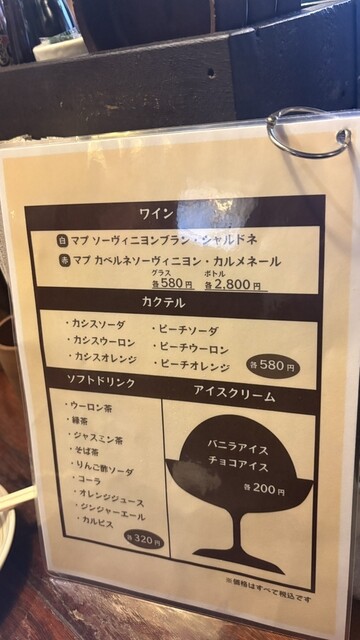 ワイン
白 マプ ソーヴィニヨンブラン・シャルドネ
赤 マプ カベルネソーヴィニヨン・カルメネール
グラス ボトル
各580円 各2,800円
カクテル
・カシスソーダ ・ピーチソーダ
・カシスウーロン ・ピーチウーロン
・カシスオレンジ ・ピーチオレンジ
各580円
ソフトドリンク
・ウーロン茶
・緑茶
・ジャスミン茶
・そば茶
・りんご酢ソーダ
・コーラ
・オレンジジュース
・ジンジャーエール
・カルピス
各320円
アイスクリーム
バニラアイス
チョコアイス
各200円
※価格はすべて税込です